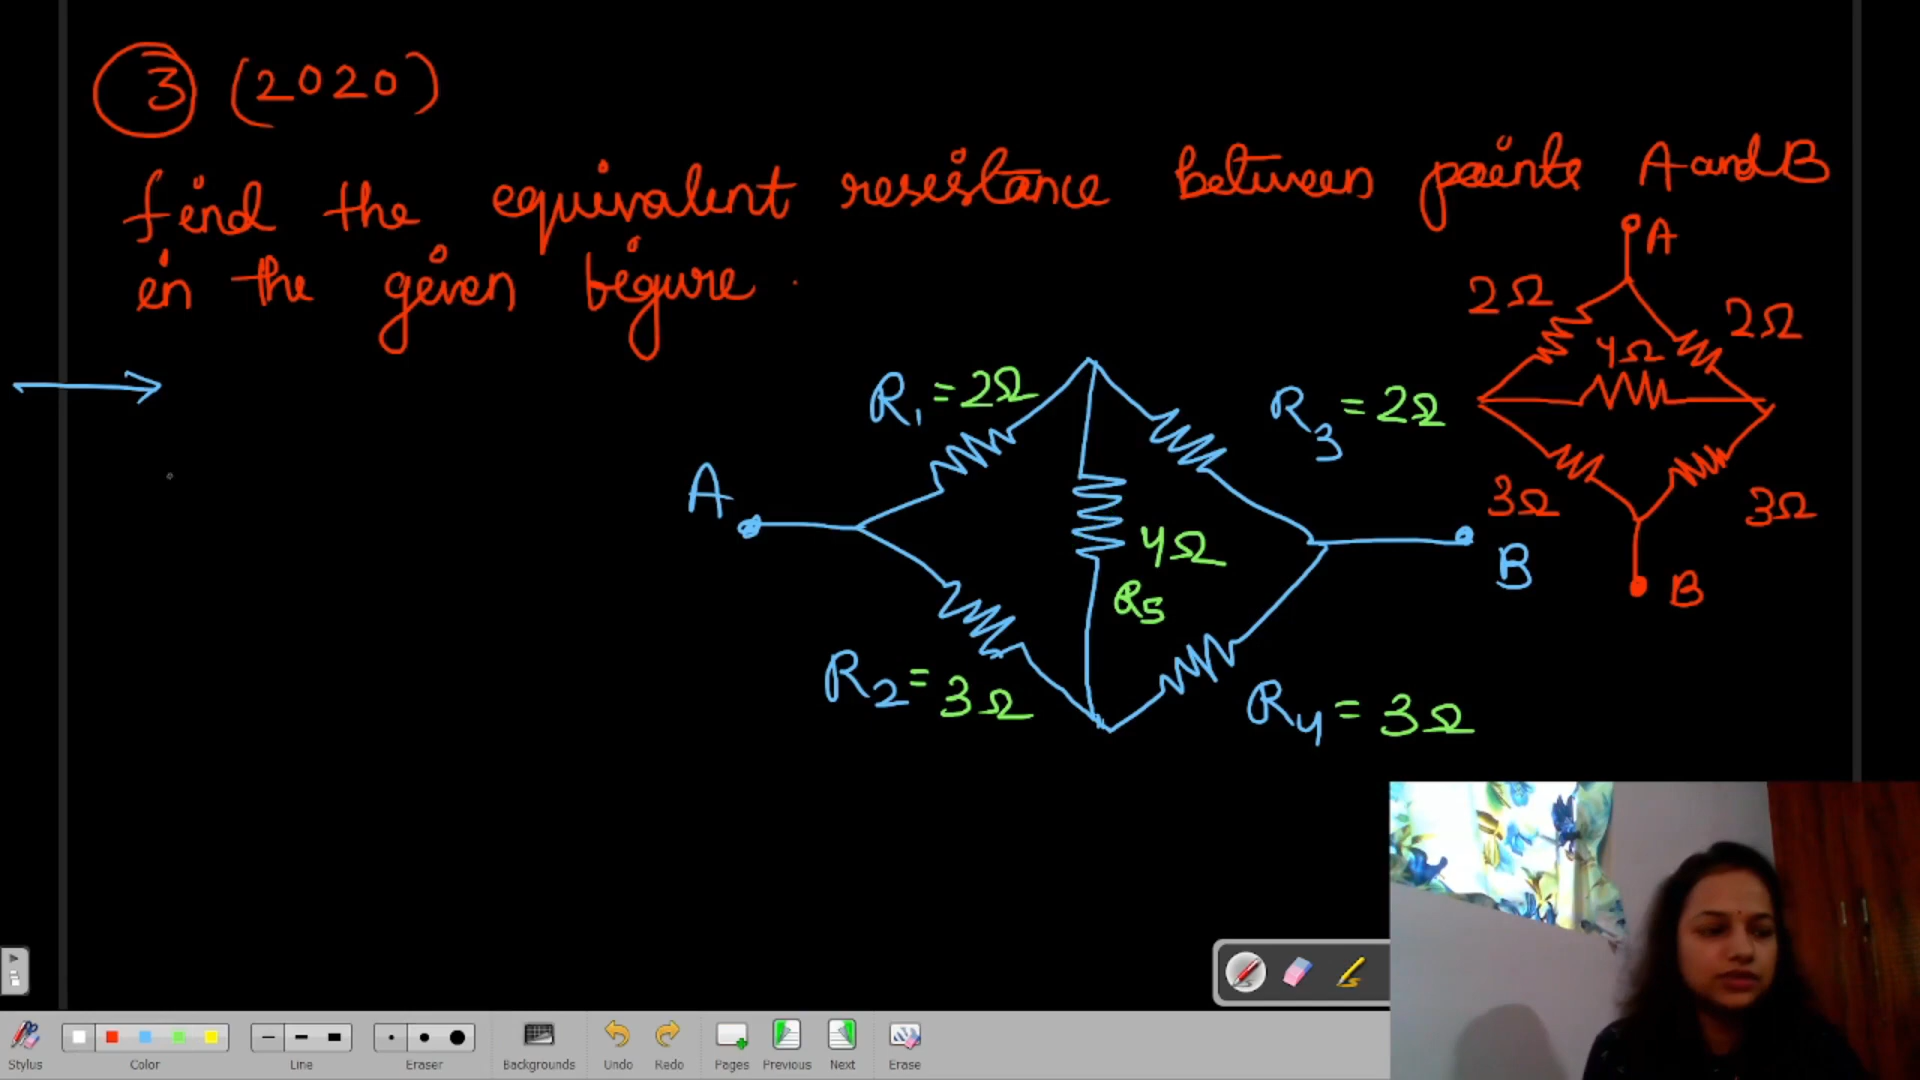 3 (2020)
Find the equivalent resistance between points A and B
in the given figure.
A
2Ω
2Ω
4Ω
3Ω
3Ω
B
R1 = 2Ω
R3 = 2Ω
A
4Ω
R5
B
R2 = 3Ω
R4 = 3Ω
Stylus Color Line Eraser Backgrounds Undo Redo Pages Previous Next Erase